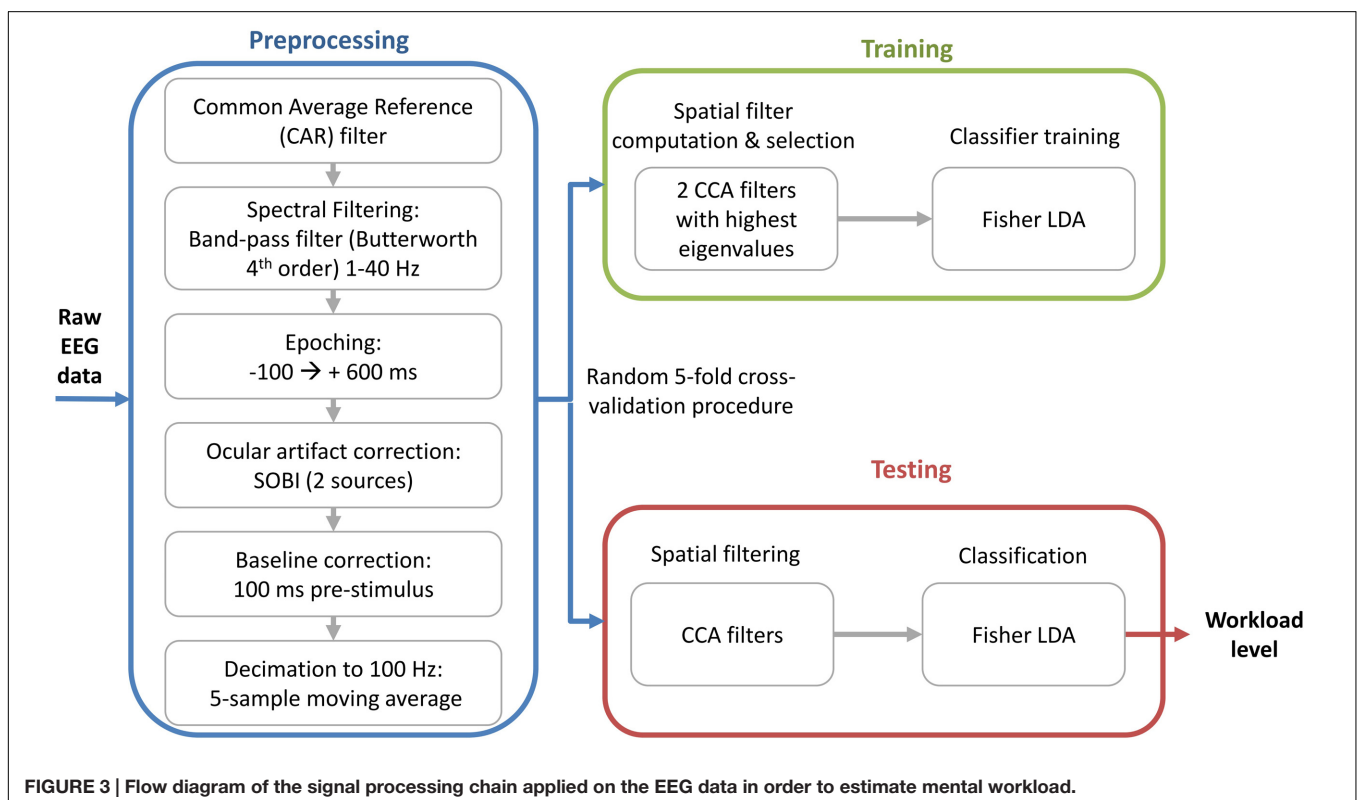 Preprocessing
Common Average Reference
(CAR) filter
Spectral Filtering:
Band-pass filter (Butterworth
4th order) 1-40 Hz
Epoching:
-100 → + 600 ms
Ocular artifact correction:
SOBI (2 sources)
Baseline correction:
100 ms pre-stimulus
Decimation to 100 Hz:
5-sample moving average
Raw
EEG
data
Random 5-fold cross-
validation procedure
Training
Spatial filter
computation & selection
2 CCA filters
with highest
eigenvalues
Classifier training
Fisher LDA
Testing
Spatial filtering
CCA filters
Classification
Fisher LDA
Workload
level
FIGURE 3 | Flow diagram of the signal processing chain applied on the EEG data in order to estimate mental workload.